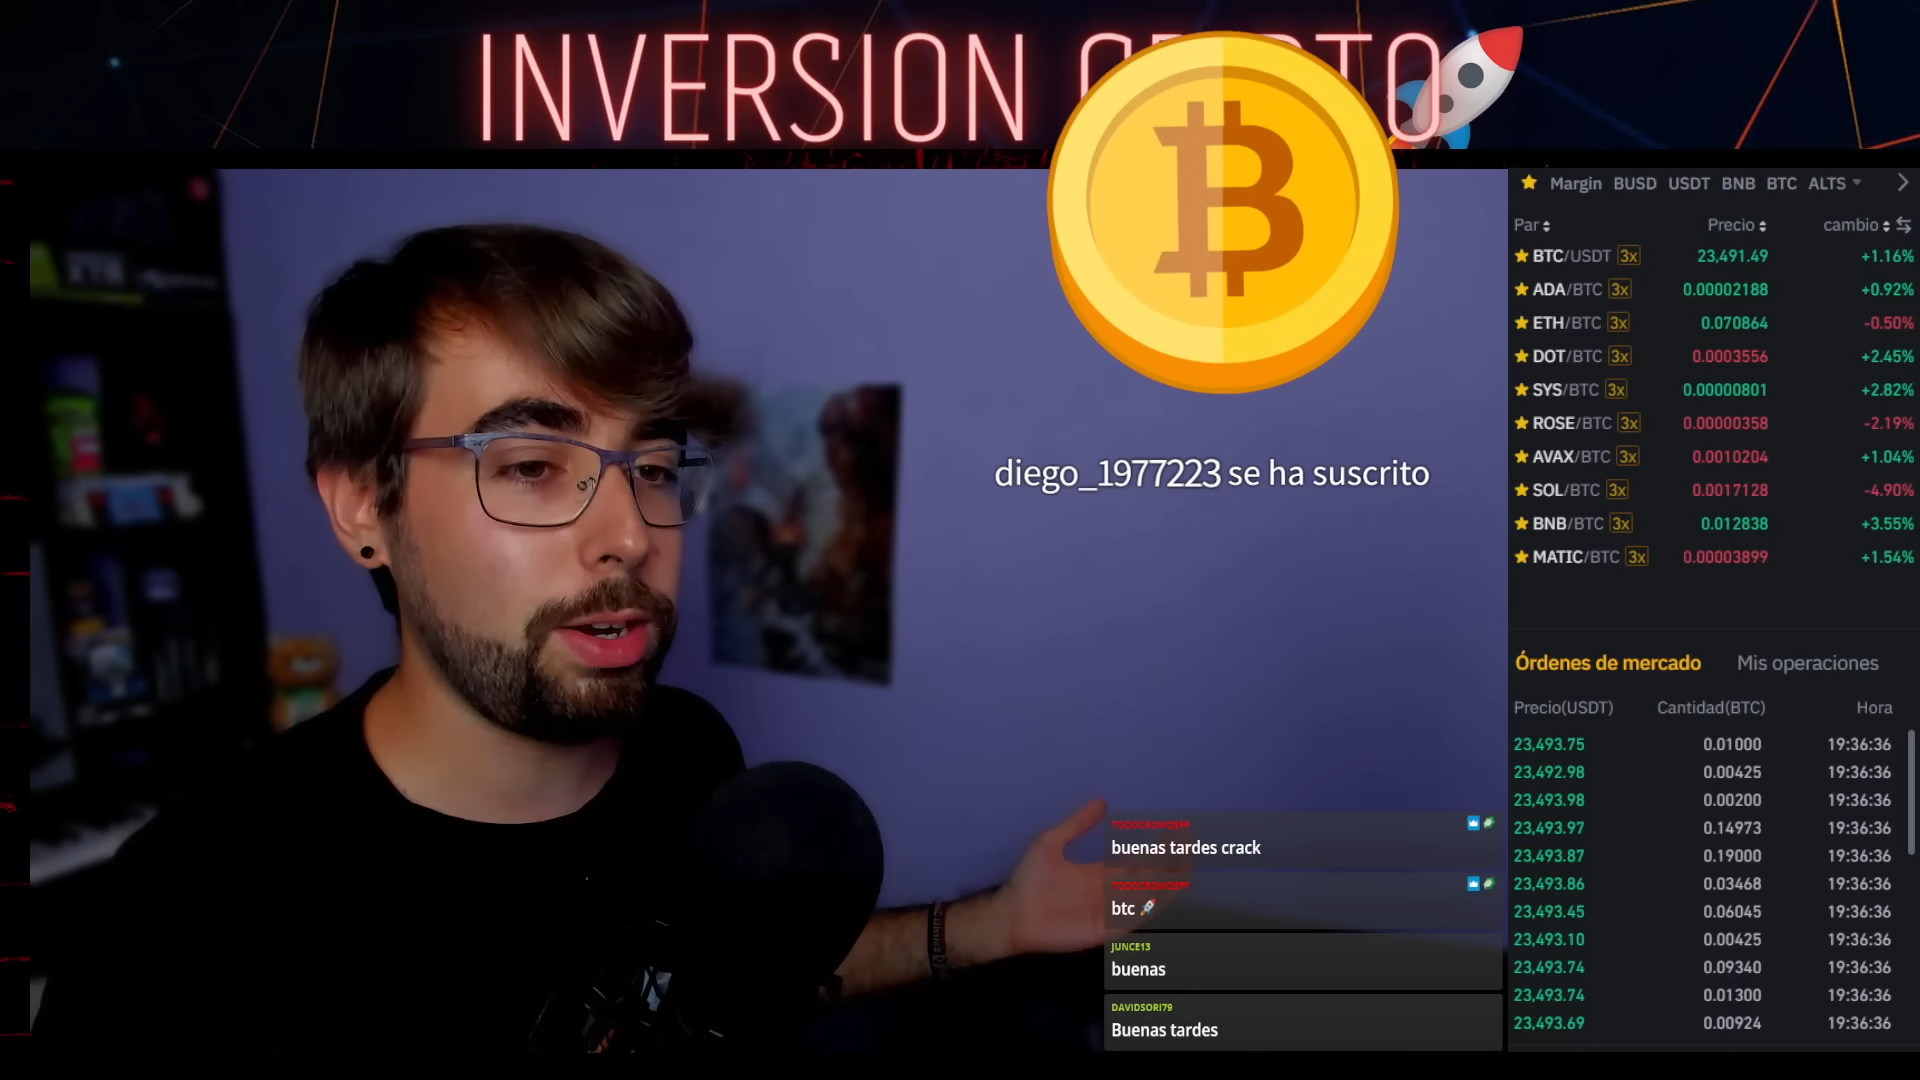 INVERSION
Margin BUSD USDT BNB BTC ALTS
Par Precio cambio
BTC/USDT 3x 23,491.49 +1.16%
ADA/BTC 3x 0.00002188 +0.92%
ETH/BTC 3x 0.070864 -0.50%
DOT/BTC 3x 0.0003556 +2.45%
SYS/BTC 3x 0.00000801 +2.82%
ROSE/BTC 3x 0.00000358 -2.19%
AVAX/BTC 3x 0.0010204 +1.04%
SOL/BTC 3x 0.0017128 -4.90%
BNB/BTC 3x 0.012838 +3.55%
MATIC/BTC 3x 0.00003899 +1.54%
diego_1977223 se ha suscrito
buenas tardes crack
btc 🚀
JUNCE13
buenas
DAVIDSORI79
Buenas tardes
Órdenes de mercado Mis operaciones
Precio(USDT) Cantidad(BTC) Hora
23,493.75 0.01000 19:36:36
23,492.98 0.00425 19:36:36
23,493.98 0.00200 19:36:36
23,493.97 0.14973 19:36:36
23,493.87 0.19000 19:36:36
23,493.86 0.03468 19:36:36
23,493.45 0.06045 19:36:36
23,493.10 0.00425 19:36:36
23,493.74 0.09340 19:36:36
23,493.74 0.01300 19:36:36
23,493.69 0.00924 19:36:36